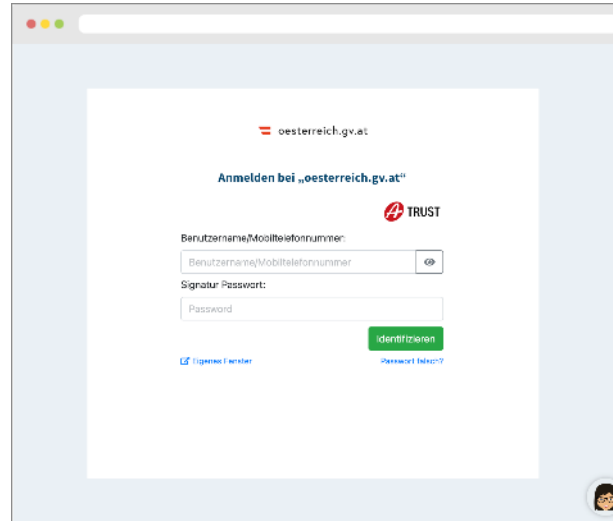 oesterreich.gv.at
Anmelden bei „oesterreich.gv.at“
A TRUST
Benutzername/Mobiltelefonnummer:
Benutzername/Mobiltelefonnummer
Signatur Passwort:
Password
Identifizieren
Eigenes Fenster
Passwort falsch?